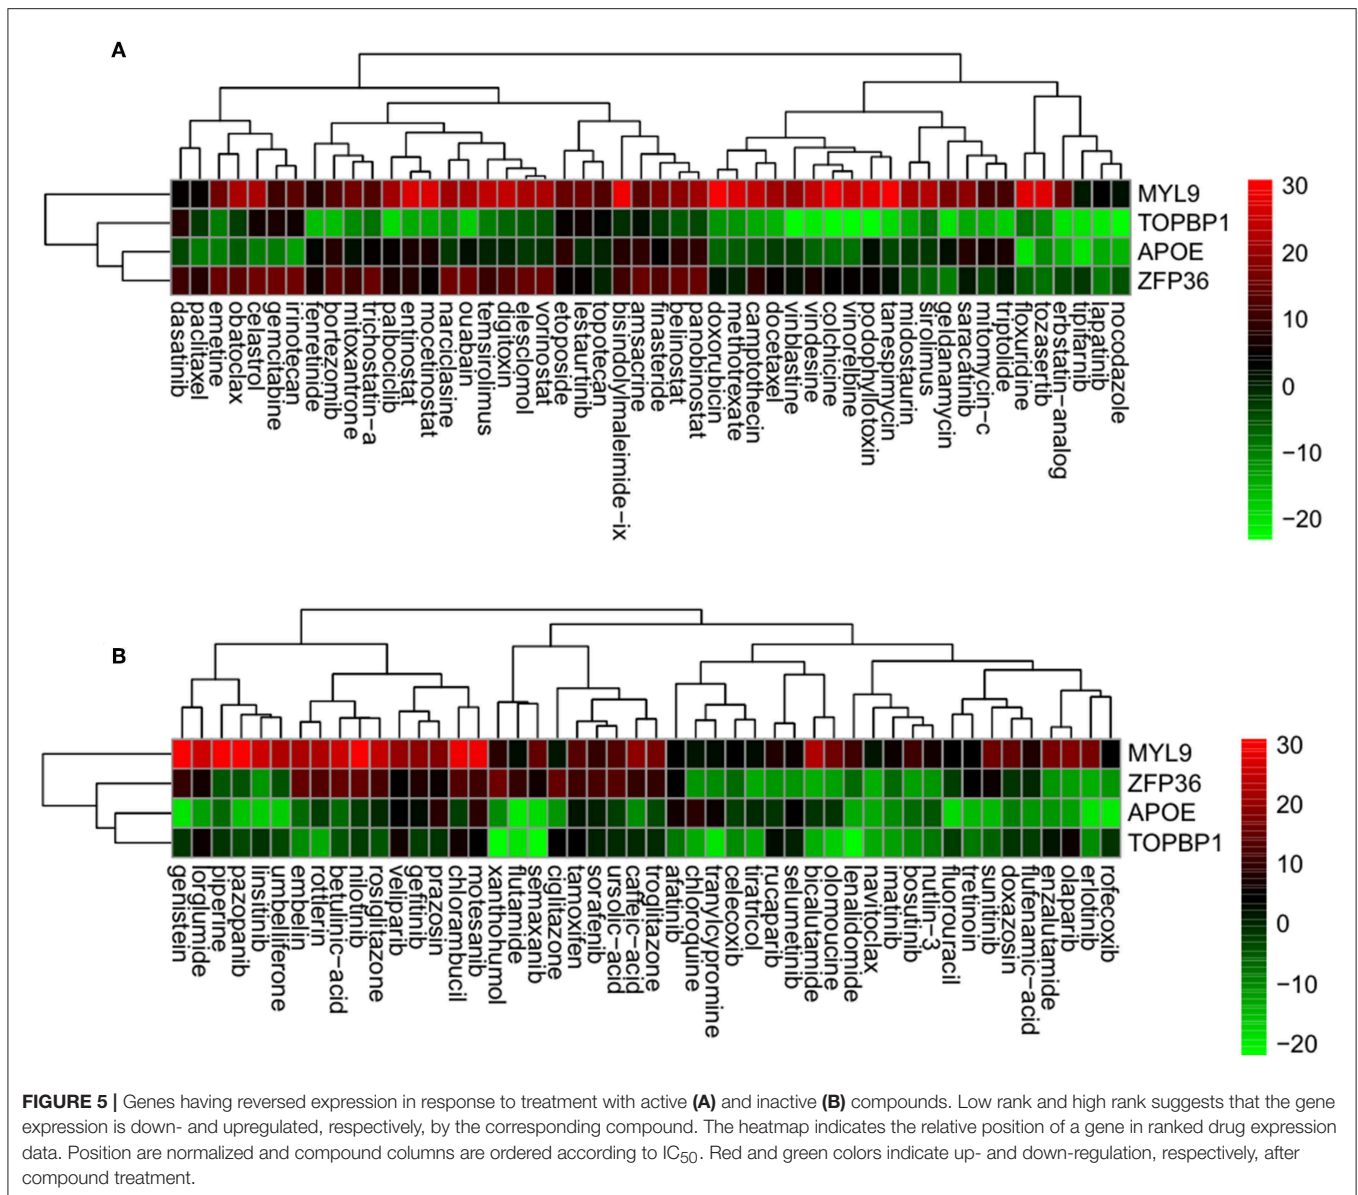 A
MYL9
TOPBP1
APOE
ZFP36
30
20
10
0
−10
−20
dasatinib
paclitaxel
emetine
obatoclax
celastrol
gemcitabine
irinotecan
fenretinide
bortezomib
mitoxantrone
trichostatin−a
palbociclib
entinostat
mocetinostat
narciclasine
ouabain
temsirolimus
digitoxin
elesclomol
vorinostat
etoposide
lestaurtinib
topotecan
bisindolylmaleimide−ix
amsacrine
finasteride
belinostat
panobinostat
doxorubicin
methotrexate
camptothecin
docetaxel
vinblastine
vindesine
colchicine
vinorelbine
podophyllotoxin
tanespimycin
midostaurin
sirolimus
geldanamycin
saracatinib
mitomycin−c
triptolide
floxuridine
tozasertib
erbstatin−analog
tipifarnib
lapatinib
nocodazole
B
MYL9
ZFP36
APOE
TOPBP1
30
20
10
0
−10
−20
genistein
lorglumide
piperine
pazopanib
linsitinib
umbelliferone
embelin
rottlerin
betulinic−acid
nilotinib
rosiglitazone
veliparib
gefitinib
prazosin
chlorambucil
motesanib
xanthohumol
flutamide
semaxanib
ciglitazone
tamoxifen
sorafenib
ursolic−acid
caffeic−acid
troglitazone
afatinib
chloroquine
tranylcypromine
celecoxib
tiratricol
rucaparib
selumetinib
bicalutamide
olomoucine
lenalidomide
navitoclax
imatinib
bosutinib
nutlin−3
fluorouracil
tretinoin
sunitinib
doxazosin
flufenamic−acid
enzalutamide
olaparib
erlotinib
rofecoxib
FIGURE 5 | Genes having reversed expression in response to treatment with active (A) and inactive (B) compounds. Low rank and high rank suggests that the gene
expression is down- and upregulated, respectively, by the corresponding compound. The heatmap indicates the relative position of a gene in ranked drug expression
data. Position are normalized and compound columns are ordered according to IC50. Red and green colors indicate up- and down-regulation, respectively, after
compound treatment.